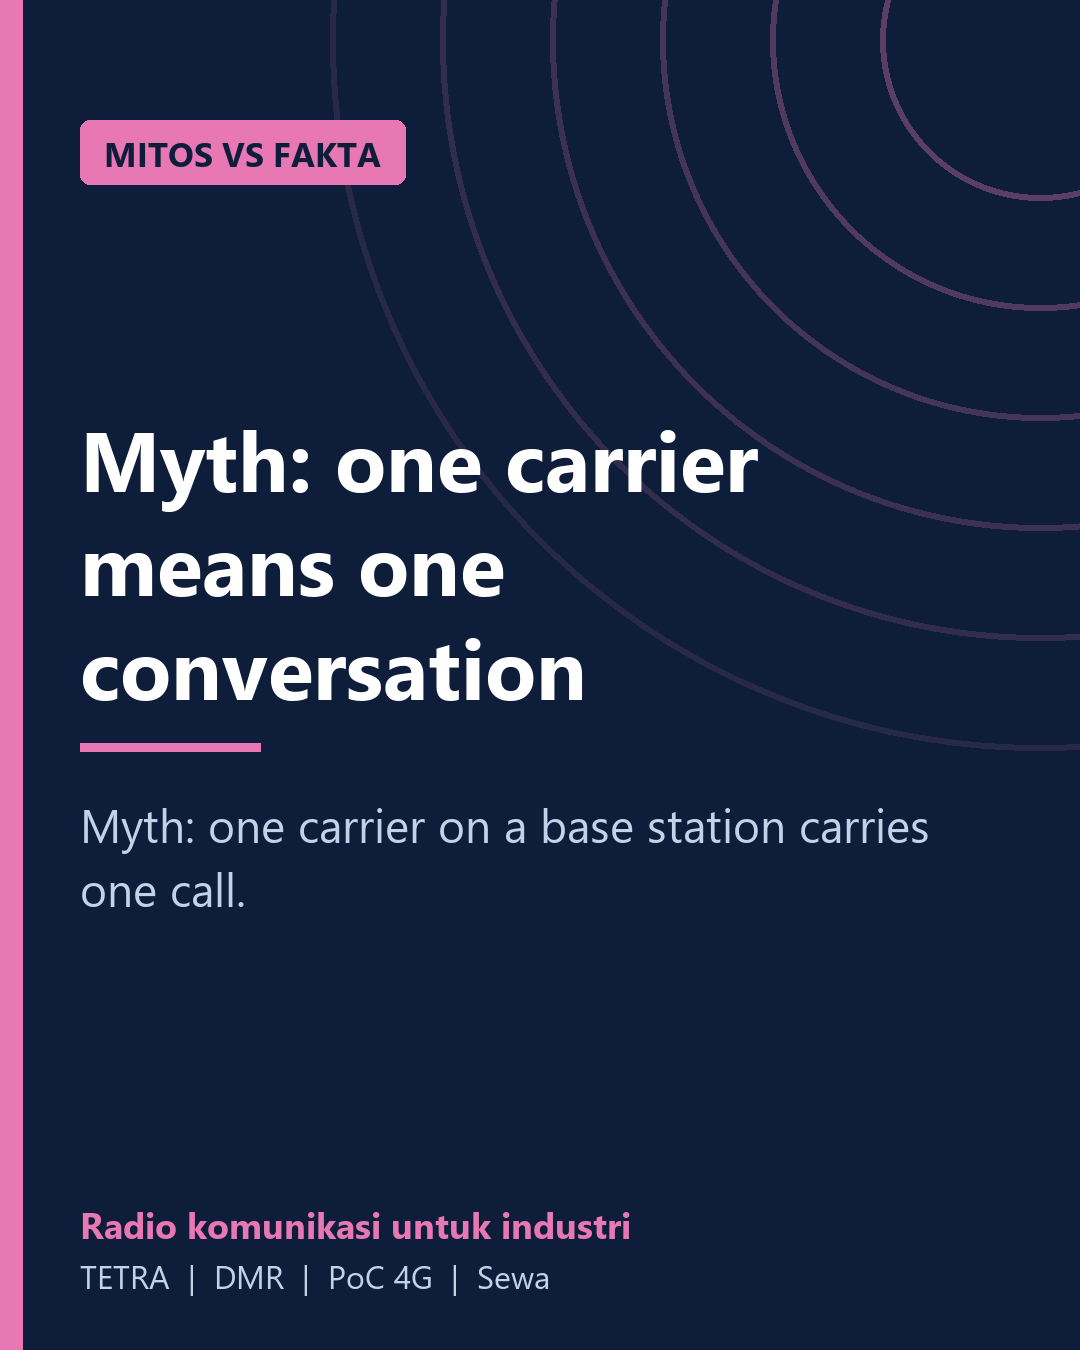 MITOS VS FAKTA
Myth: one carrier
means one
conversation
Myth: one carrier on a base station carries
one call.
Radio komunikasi untuk industri
TETRA | DMR | PoC 4G | Sewa